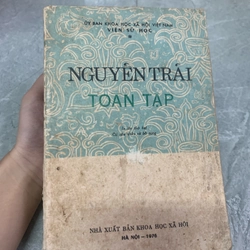 ỦY BAN KHOA HỌC XÃ HỘI VIỆT NAM
VIỆN SỬ HỌC
NGUYỄN TRÃI
TOÀN TẬP
NHÀ XUẤT BẢN KHOA HỌC XÃ HỘI
HÀ NỘI — 1976